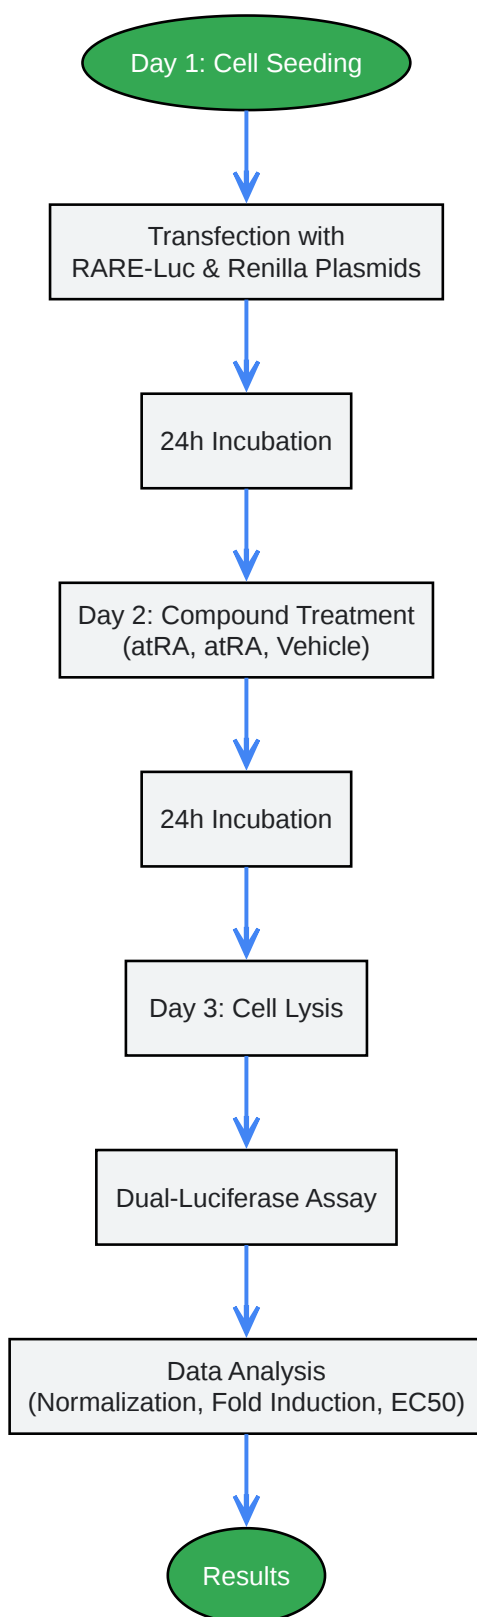 Day 1: Cell Seeding
Transfection with
RARE-Luc & Renilla Plasmids
24h Incubation
Day 2: Compound Treatment
(atRA, atRA, Vehicle)
24h Incubation
Day 3: Cell Lysis
Dual-Luciferase Assay
Data Analysis
(Normalization, Fold Induction, EC50)
Results